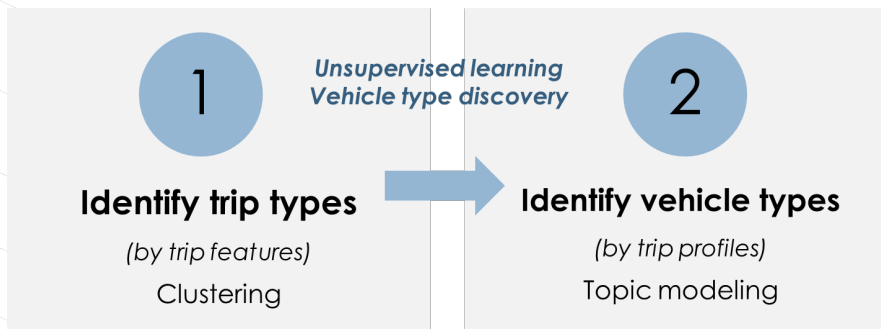 1
Identify trip types
(by trip features)
Clustering
Unsupervised learning
Vehicle type discovery
2
Identify vehicle types
(by trip profiles)
Topic modeling